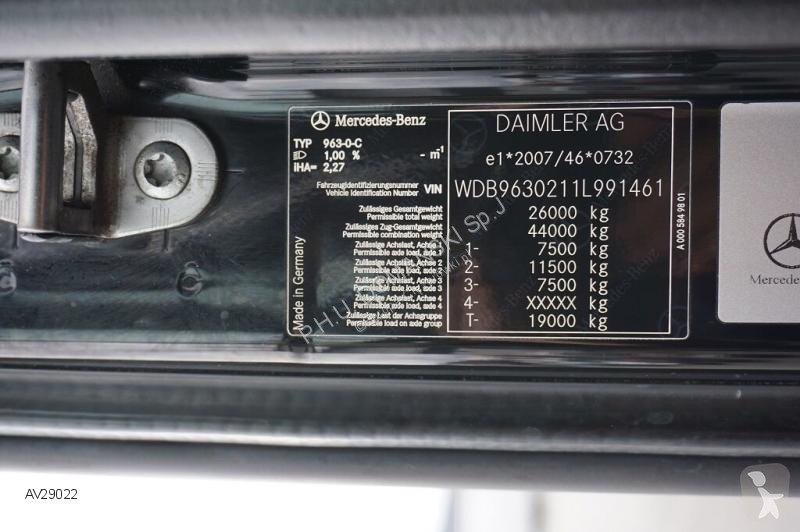 Mercedes-Benz
TYP 963-0-C
1,00 % - m⁻¹
iHA= 2,27
DAIMLER AG
e1*2007/46*0732
Fahrzeugidentifizierungsnummer
Vehicle Identification Number VIN WDB9630211L991461
Zulässiges Gesamtgewicht
Permissible total weight 26000 kg
Zulässiges Zug-Gesamtgewicht
Permissible combination weight 44000 kg
Zulässige Achslast, Achse 1
Permissible axle load, axle 1 1- 7500 kg
Zulässige Achslast, Achse 2
Permissible axle load, axle 2 2- 11500 kg
Zulässige Achslast, Achse 3
Permissible axle load, axle 3 3- 7500 kg
Zulässige Achslast, Achse 4
Permissible axle load, axle 4 4- XXXXX kg
Zulässige Last der Achsgruppe
Permissible load on axle group T- 19000 kg
Made in Germany
A 000 584 98 01
Mercedes
AV29022